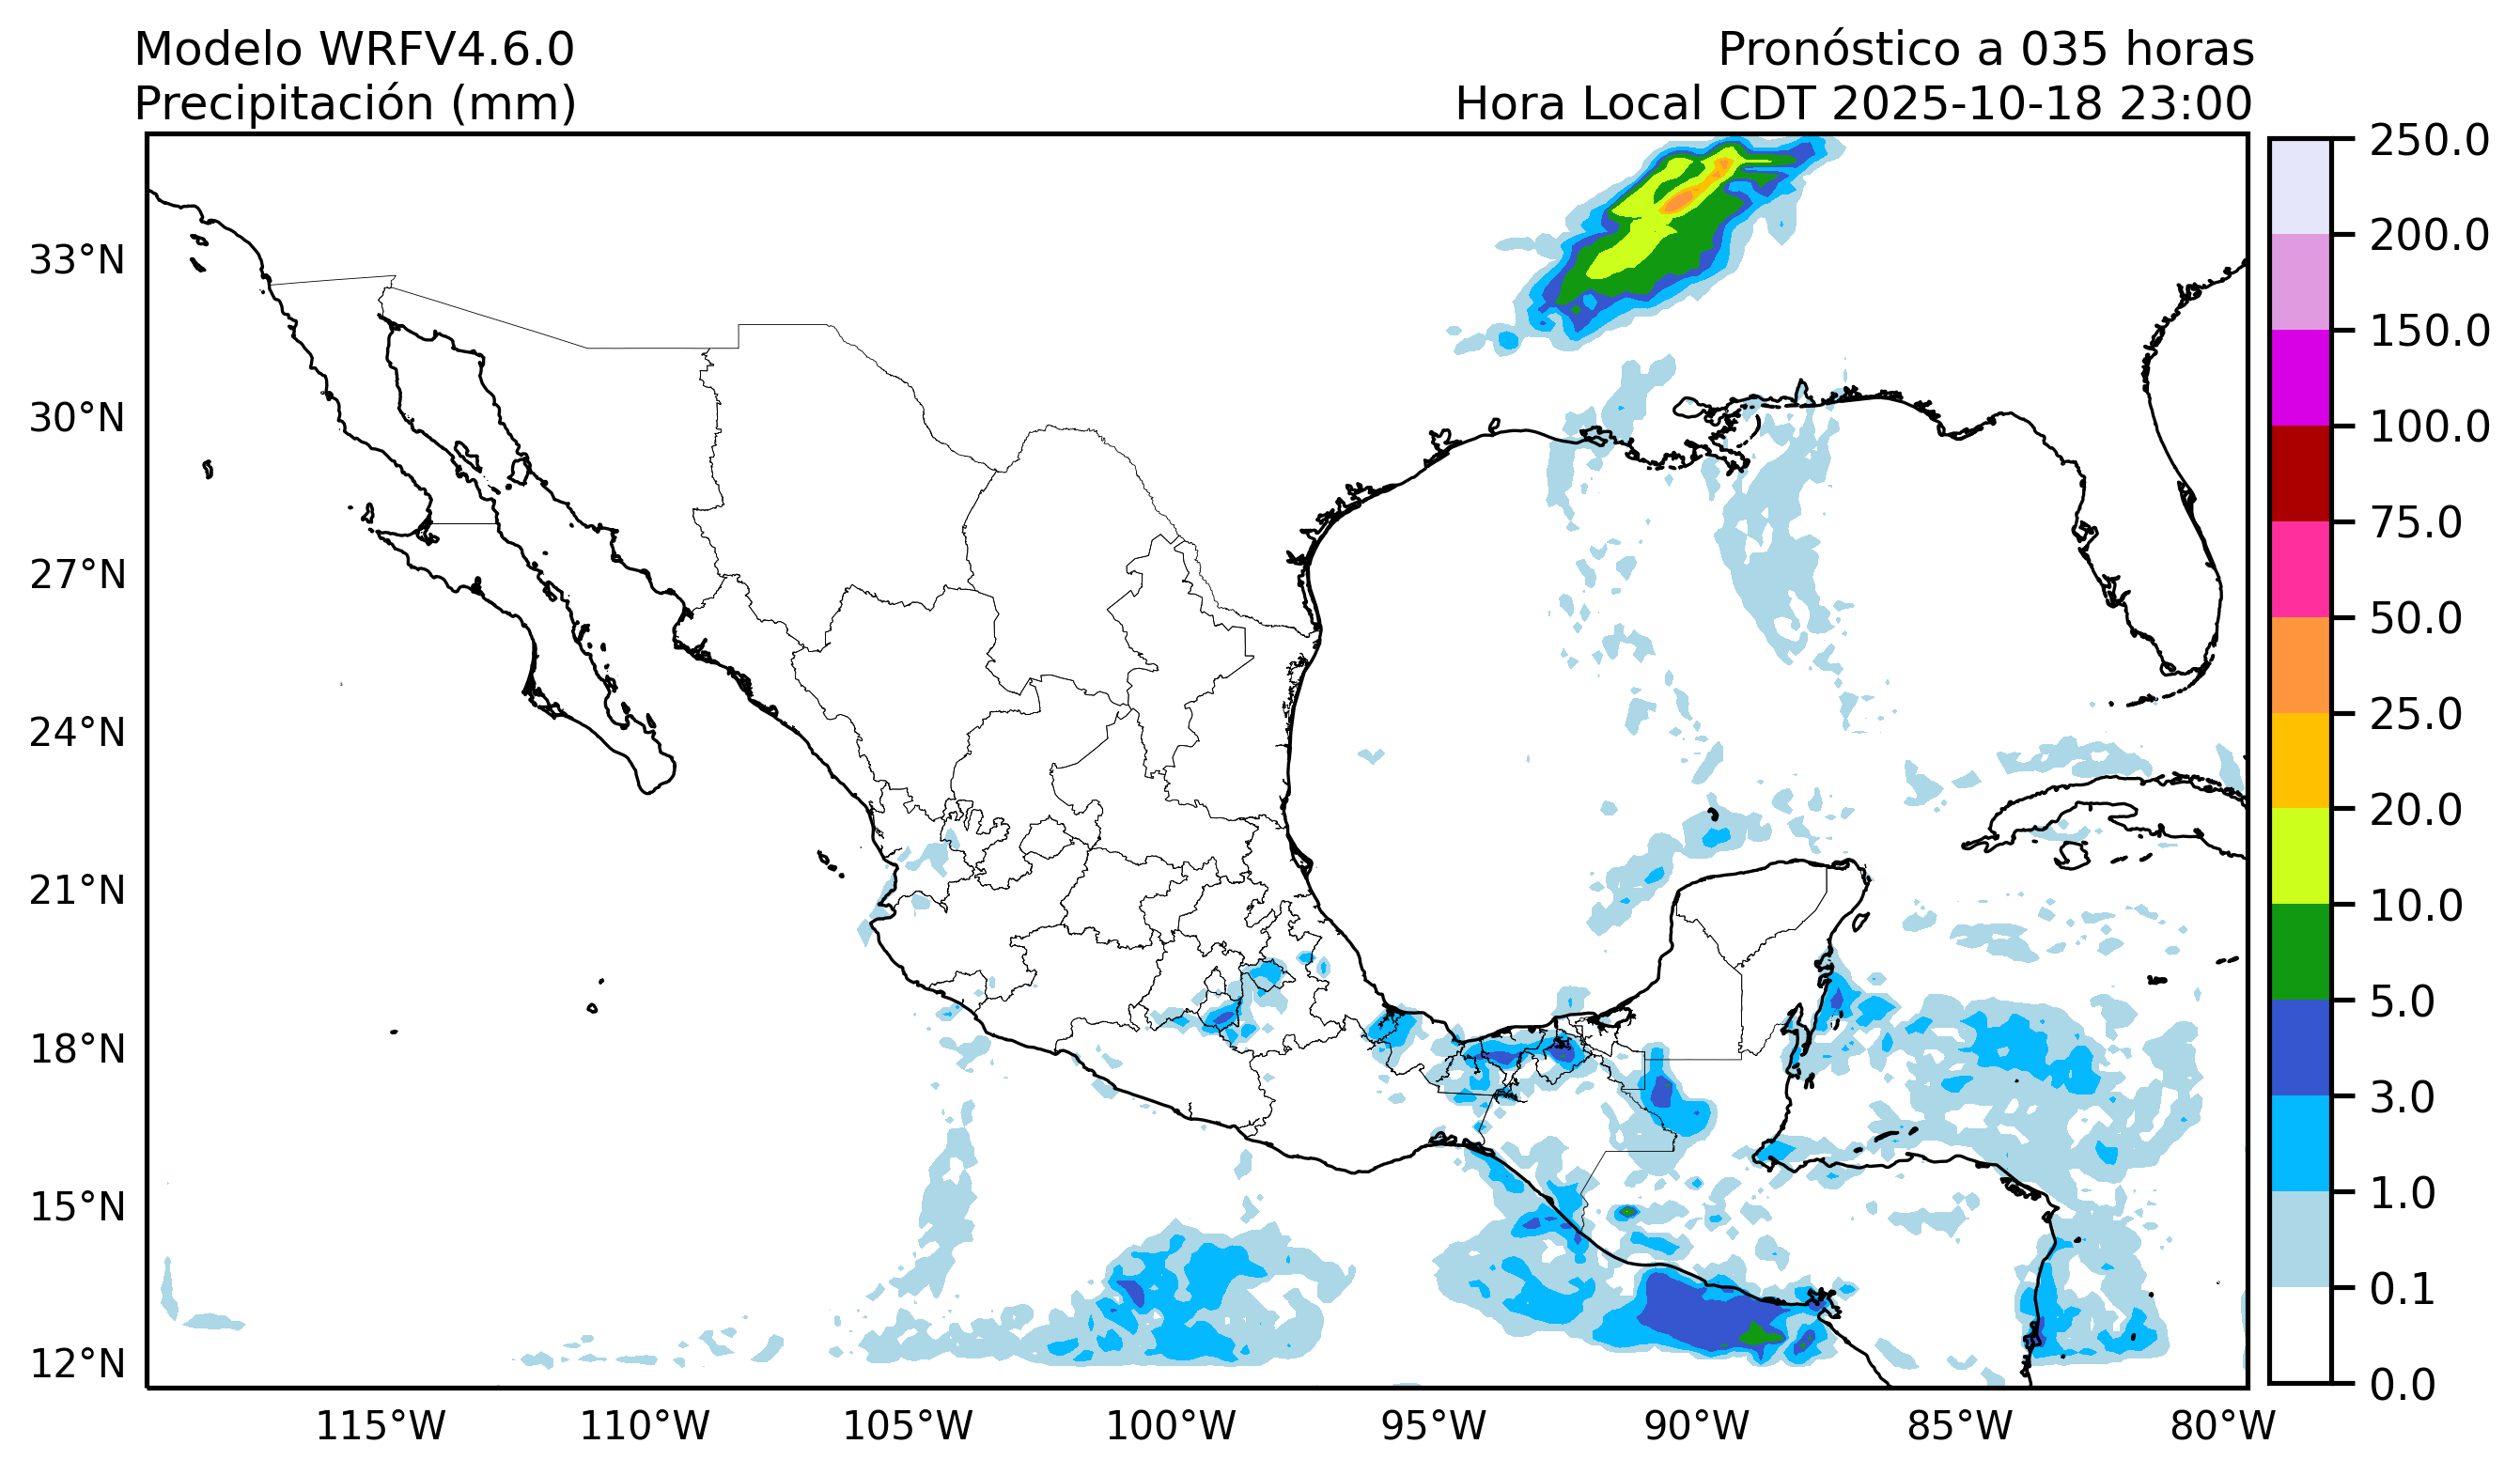 Modelo WRFV4.6.0
Precipitación (mm)
Pronóstico a 035 horas
Hora Local CDT 2025-10-18 23:00
33°N
30°N
27°N
24°N
21°N
18°N
15°N
12°N
115°W
110°W
105°W
100°W
95°W
90°W
85°W
80°W
250.0
200.0
150.0
100.0
75.0
50.0
25.0
20.0
10.0
5.0
3.0
1.0
0.1
0.0